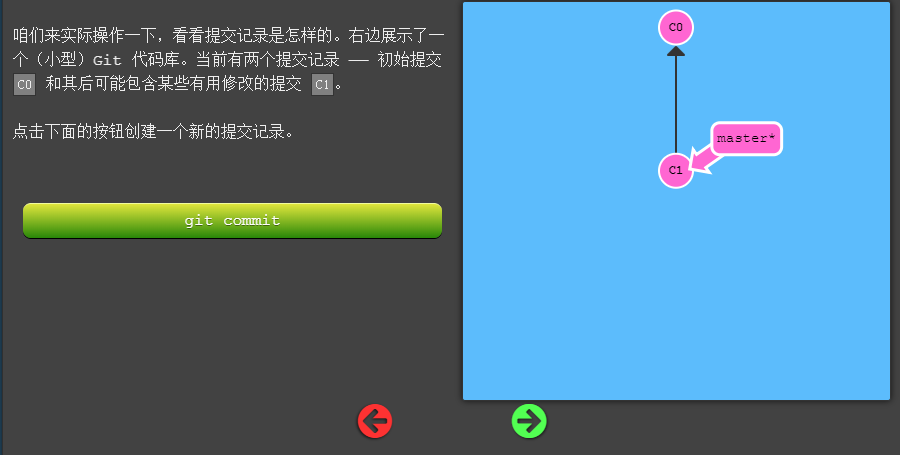 咱们来实际操作一下，看看提交记录是怎样的。右边展示了一
个（小型）Git 代码库。当前有两个提交记录 —— 初始提交
C0 和其后可能包含某些有用修改的提交 C1。
点击下面的按钮创建一个新的提交记录。
git commit
C0
master*
C1